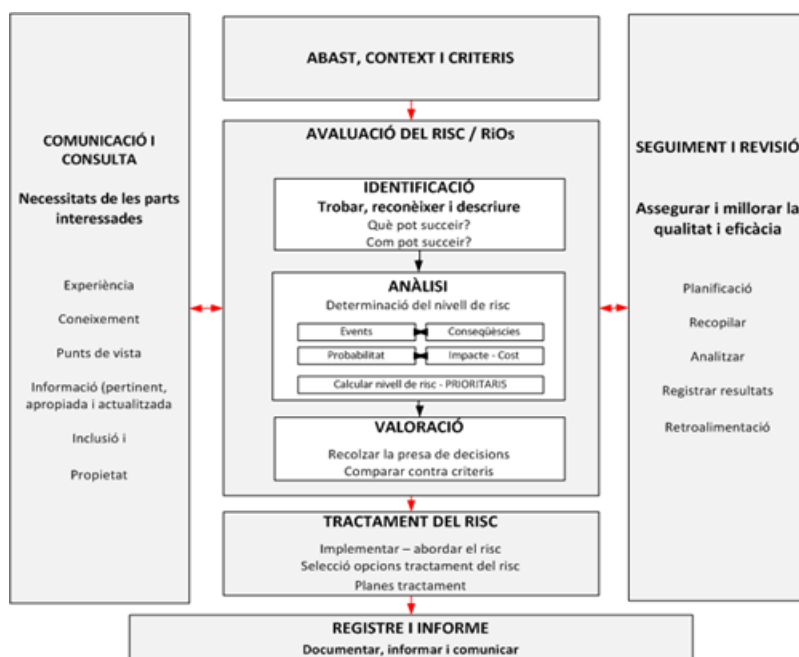 ABAST, CONTEXT I CRITERIS
COMUNICACIÓ I
CONSULTA
Necessitats de les parts
interessades
Experiència
Coneixement
Punts de vista
Informació (pertinent,
apropiada i actualitzada
Inclusió i
Propietat
AVALUACIÓ DEL RISC / RiOs
IDENTIFICACIÓ
Trobar, reconèixer i descriure
Què pot succeir?
Com pot succeir?
ANÀLISI
Determinació del nivell de risc
Events
Conseqüèscies
Probabilitat
Impacte - Cost
Calcular nivell de risc - PRIORITARIS
VALORACIÓ
Recolzar la presa de decisions
Comparar contra criteris
TRACTAMENT DEL RISC
Implementar – abordar el risc
Selecció opcions tractament del risc
Planes tractament
SEGUIMENT I REVISIÓ
Assegurar i millorar la
qualitat i eficàcia
Planificació
Recopilar
Analitzar
Registrar resultats
Retroalimentació
REGISTRE I INFORME
Documentar, informar i comunicar